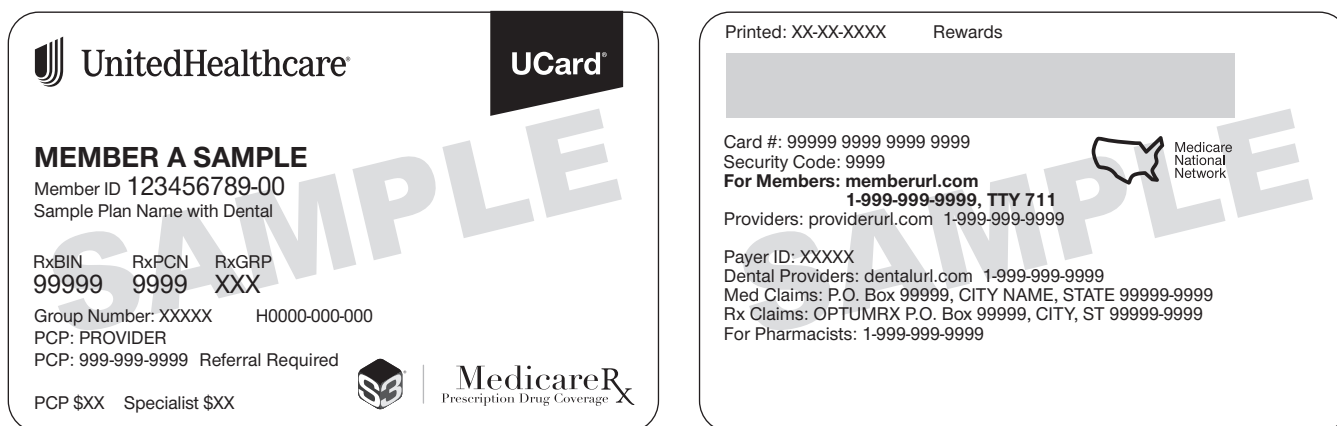 UnitedHealthcare®
UCard®
SAMPLE
MEMBER A SAMPLE
Member ID 123456789-00
Sample Plan Name with Dental
RxBIN RxPCN RxGRP
99999 9999 XXX
Group Number: XXXXX H0000-000-000
PCP: PROVIDER
PCP: 999-999-9999 Referral Required
PCP $XX Specialist $XX
S3
MedicareRx
Prescription Drug Coverage
Printed: XX-XX-XXXX Rewards
SAMPLE
Card #: 99999 9999 9999 9999
Security Code: 9999
For Members: memberurl.com
1-999-999-9999, TTY 711
Providers: providerurl.com 1-999-999-9999
Medicare
National
Network
Payer ID: XXXXX
Dental Providers: dentalurl.com 1-999-999-9999
Med Claims: P.O. Box 99999, CITY NAME, STATE 99999-9999
Rx Claims: OPTUMRX P.O. Box 99999, CITY, ST 99999-9999
For Pharmacists: 1-999-999-9999